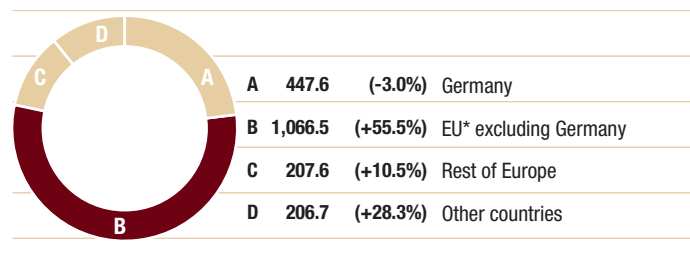 D
C
A
B
A 447.6 (-3.0%) Germany
B 1,066.5 (+55.5%) EU* excluding Germany
C 207.6 (+10.5%) Rest of Europe
D 206.7 (+28.3%) Other countries